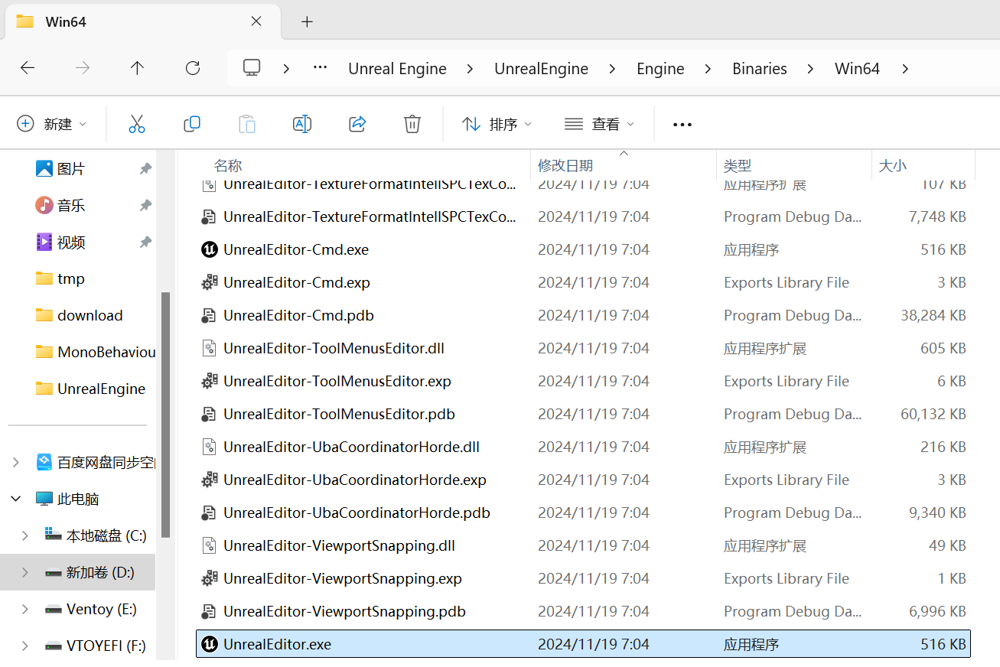 Win64
Unreal Engine > UnrealEngine > Engine > Binaries > Win64 >
新建 排序 查看
名称 修改日期 类型 大小
图片
音乐
视频
tmp
download
MonoBehaviou
UnrealEngine
百度网盘同步空
此电脑
本地磁盘 (C:)
新加卷 (D:)
Ventoy (E:)
VTOYEFI (F:)
UnrealEditor-TextureFormatIntelISPCTexCo... 2024/11/19 7:04 应用程序扩展 107 KB
UnrealEditor-TextureFormatIntelISPCTexCo... 2024/11/19 7:04 Program Debug Da... 7,748 KB
UnrealEditor-Cmd.exe 2024/11/19 7:04 应用程序 516 KB
UnrealEditor-Cmd.exp 2024/11/19 7:04 Exports Library File 3 KB
UnrealEditor-Cmd.pdb 2024/11/19 7:04 Program Debug Da... 38,284 KB
UnrealEditor-ToolMenusEditor.dll 2024/11/19 7:04 应用程序扩展 605 KB
UnrealEditor-ToolMenusEditor.exp 2024/11/19 7:04 Exports Library File 6 KB
UnrealEditor-ToolMenusEditor.pdb 2024/11/19 7:04 Program Debug Da... 60,132 KB
UnrealEditor-UbaCoordinatorHorde.dll 2024/11/19 7:04 应用程序扩展 216 KB
UnrealEditor-UbaCoordinatorHorde.exp 2024/11/19 7:04 Exports Library File 3 KB
UnrealEditor-UbaCoordinatorHorde.pdb 2024/11/19 7:04 Program Debug Da... 9,340 KB
UnrealEditor-ViewportSnapping.dll 2024/11/19 7:04 应用程序扩展 49 KB
UnrealEditor-ViewportSnapping.exp 2024/11/19 7:04 Exports Library File 1 KB
UnrealEditor-ViewportSnapping.pdb 2024/11/19 7:04 Program Debug Da... 6,996 KB
UnrealEditor.exe 2024/11/19 7:04 应用程序 516 KB